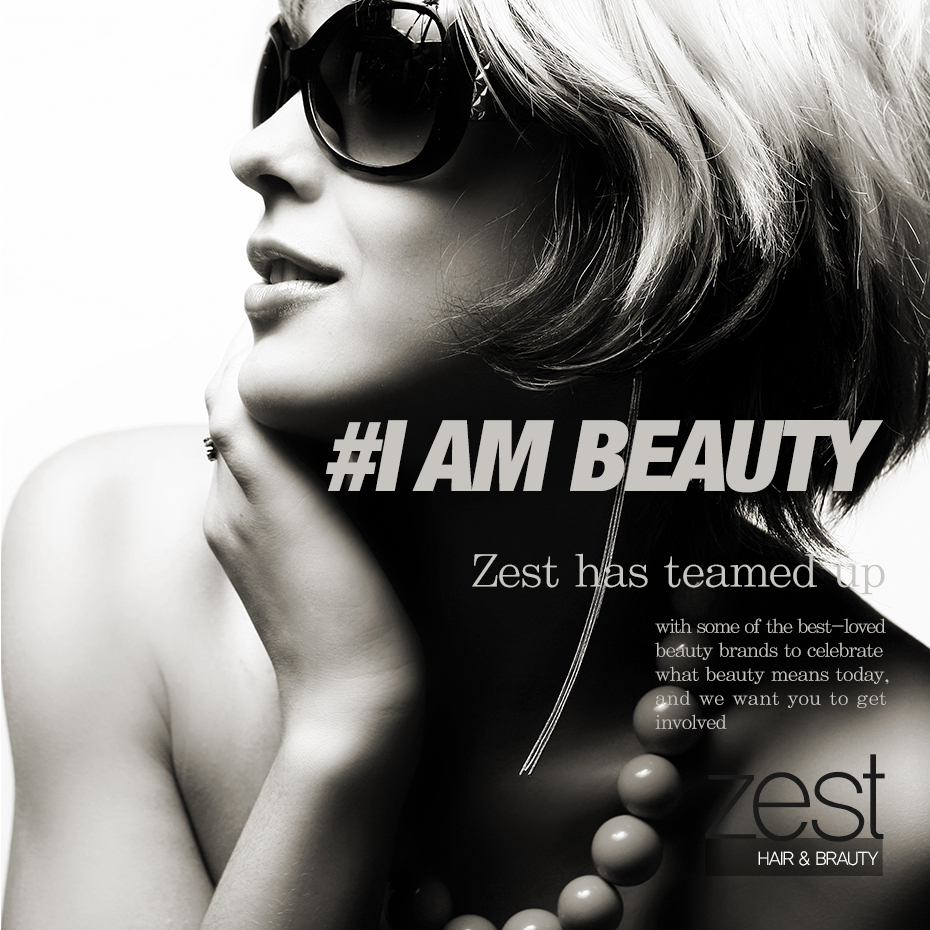 #I AM BEAUTY
Zest has teamed up
with some of the best-loved
beauty brands to celebrate
what beauty means today,
and we want you to get
involved
zest
HAIR & BRAUTY